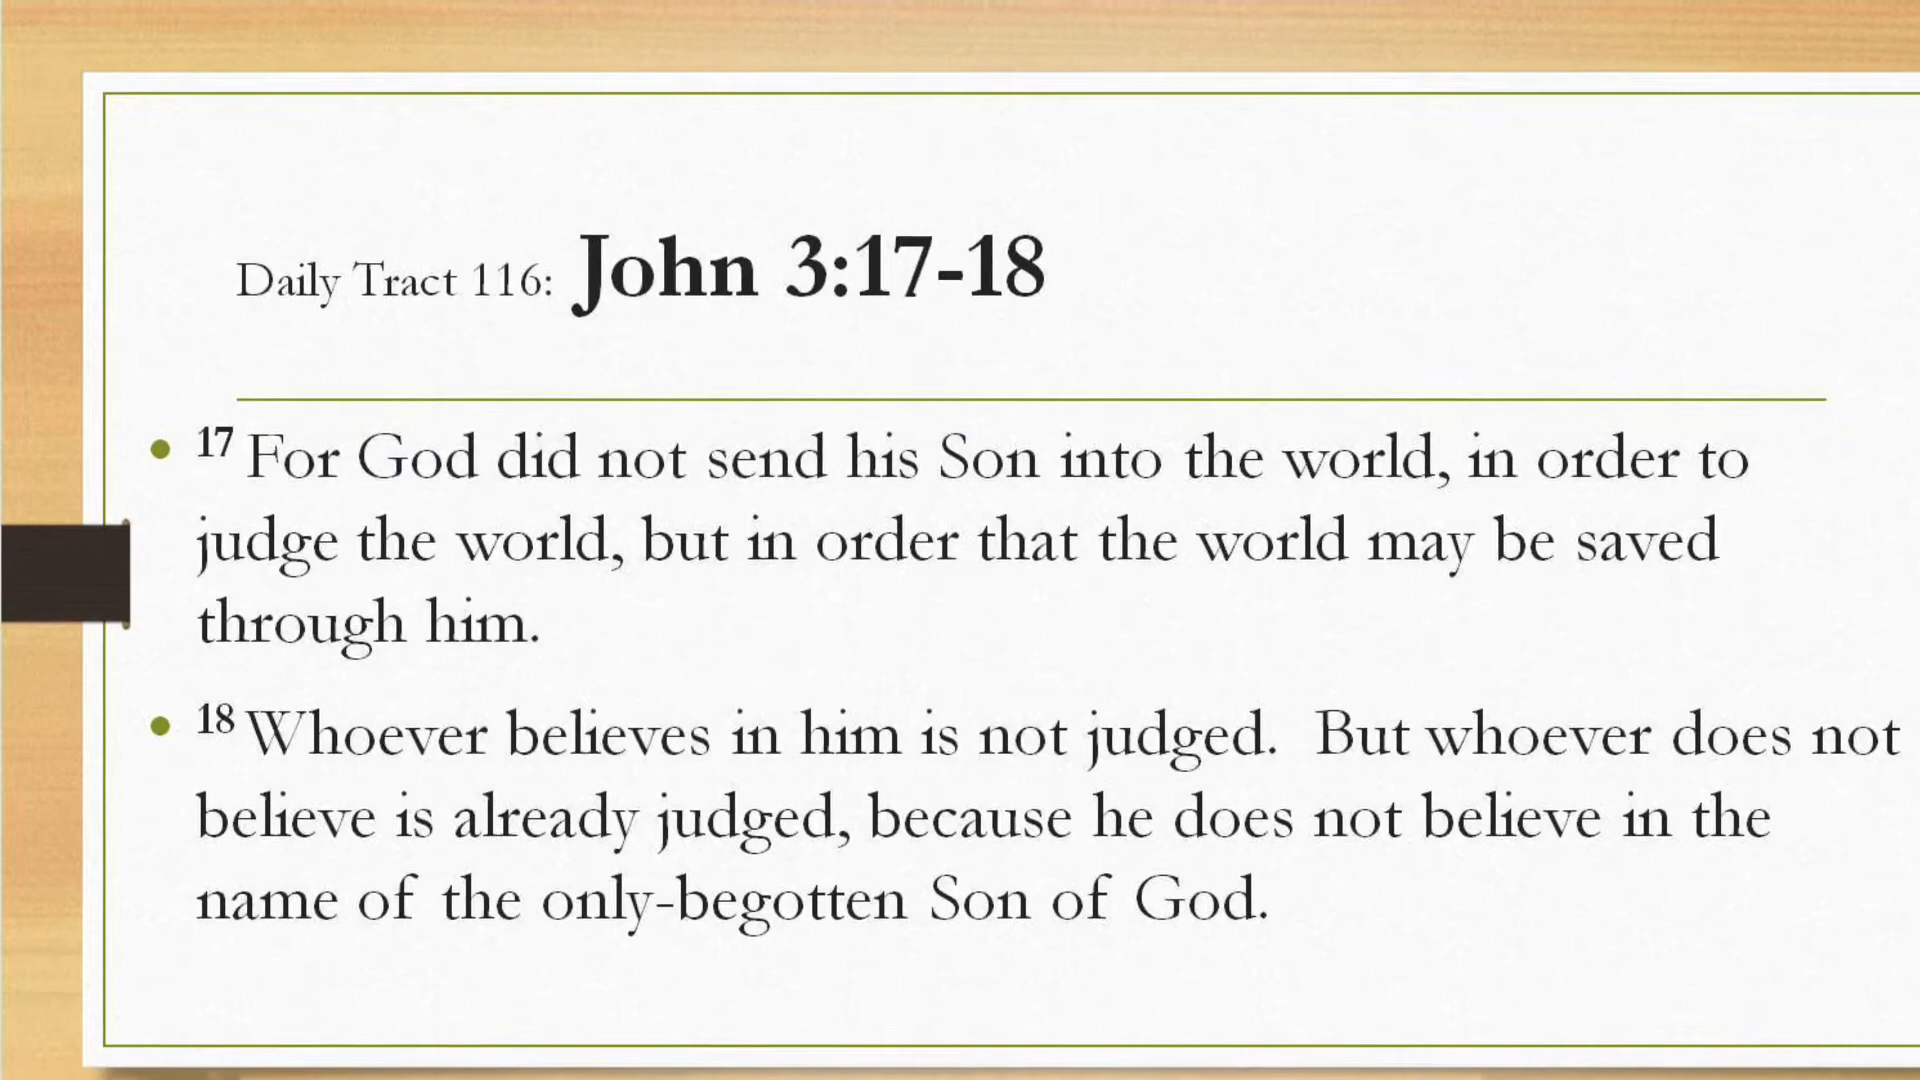 Daily Tract 116: John 3:17-18
17 For God did not send his Son into the world, in order to
judge the world, but in order that the world may be saved
through him.
18 Whoever believes in him is not judged.  But whoever does not
believe is already judged, because he does not believe in the
name of the only-begotten Son of God.